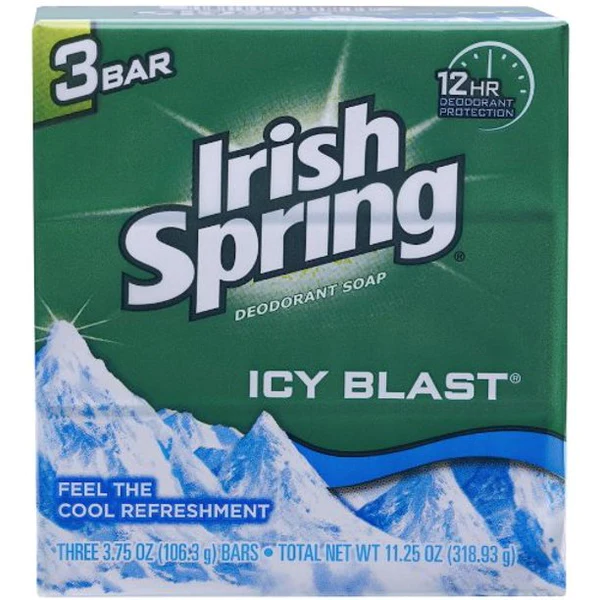 3 BAR
12 HR
DEODORANT
PROTECTION
Irish
Spring®
DEODORANT SOAP
ICY BLAST®
FEEL THE
COOL REFRESHMENT
THREE 3.75 OZ (106.3 g) BARS • TOTAL NET WT 11.25 OZ (318.93 g)